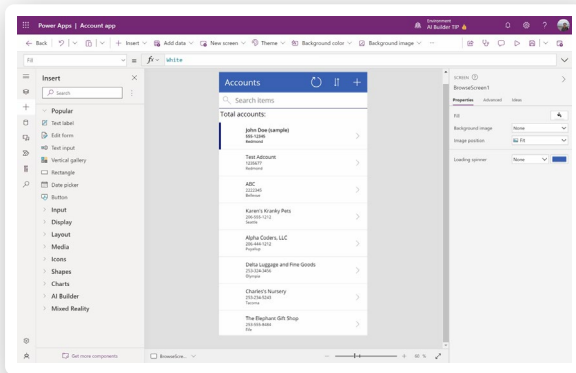 Power Apps | Account app
Environment
AI Builder TIP
Back
Insert
Add data
New screen
Theme
Background color
Background image
Fill
= fx White
Insert
Search
Popular
Text label
Edit form
Text input
Vertical gallery
Rectangle
Date picker
Button
Input
Display
Layout
Media
Icons
Shapes
Charts
AI Builder
Mixed Reality
Get more components
Accounts
Search items
Total accounts:
John Doe (sample)
555-12345
Redmond
Test Adcount
1235677
Redmond
ABC
2222345
Bellevue
Karen's Kranky Pets
206-555-1212
Seattle
Alpha Coders, LLC
206-444-1212
Puyallup
Delta Luggage and Fine Goods
253-324-3456
Olympia
Charles's Nursery
253-234-5243
Tacoma
The Elephant Gift Shop
Fife
BrowseScree...
60 %
SCREEN
BrowseScreen1
Properties
Advanced
Ideas
Fill
Background image
None
Image position
Fit
Loading spinner
None